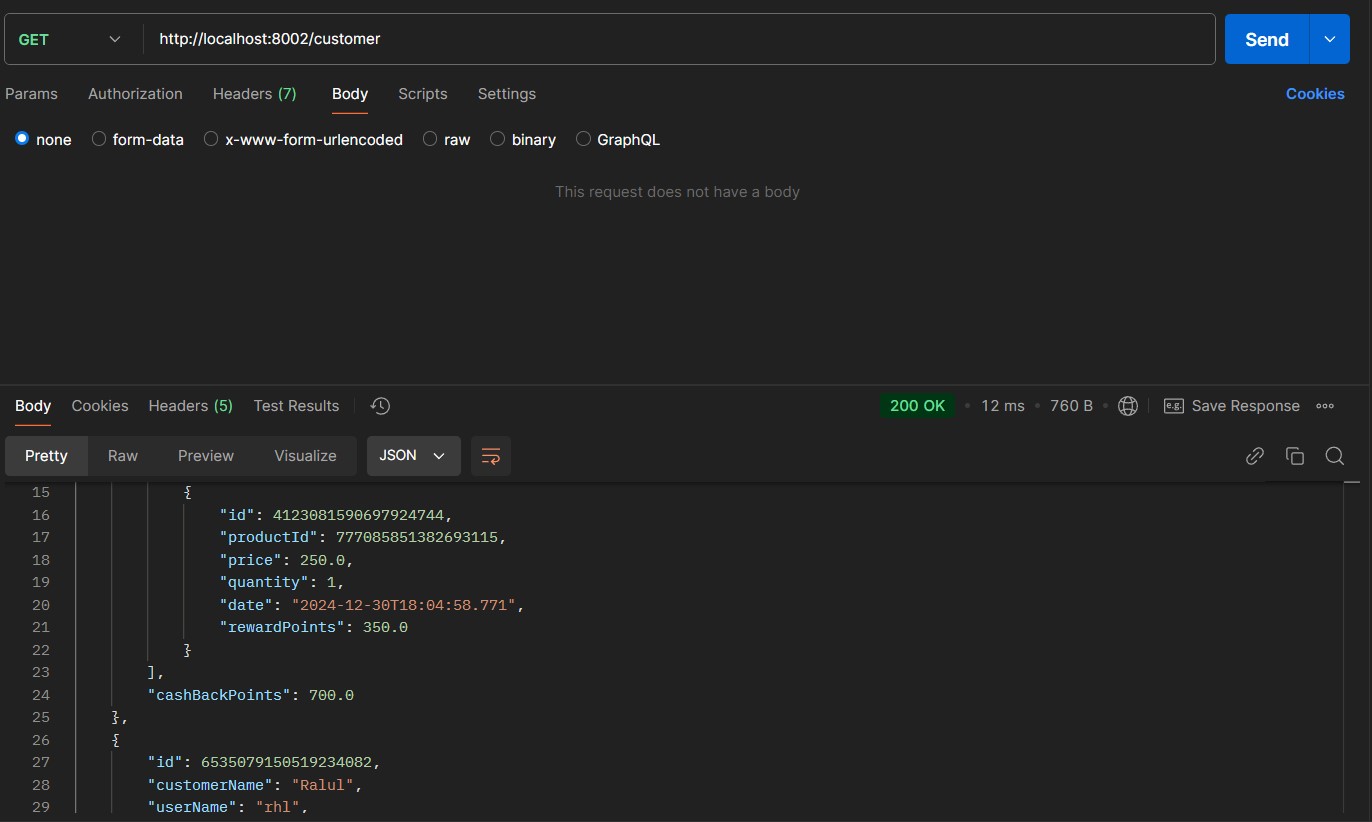 GET http://localhost:8002/customer Send
Params Authorization Headers (7) Body Scripts Settings Cookies
none form-data x-www-form-urlencoded raw binary GraphQL
This request does not have a body
Body Cookies Headers (5) Test Results 200 OK • 12 ms • 760 B • e.g. Save Response
Pretty Raw Preview Visualize JSON
15 {
16 "id": 4123081590697924744,
17 "productId": 777085851382693115,
18 "price": 250.0,
19 "quantity": 1,
20 "date": "2024-12-30T18:04:58.771",
21 "rewardPoints": 350.0
22 }
23 ],
24 "cashBackPoints": 700.0
25 },
26 {
27 "id": 6535079150519234082,
28 "customerName": "Ralul",
29 "userName": "rhl",